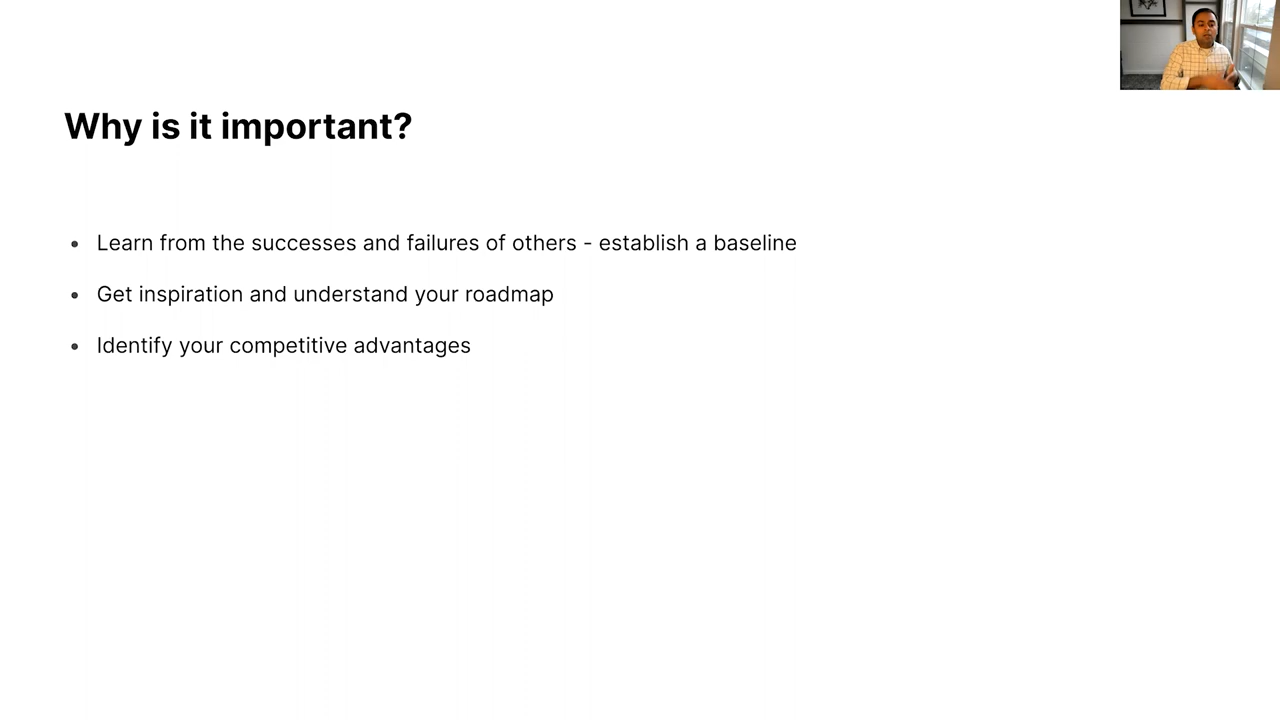 Why is it important?
Learn from the successes and failures of others - establish a baseline
Get inspiration and understand your roadmap
Identify your competitive advantages